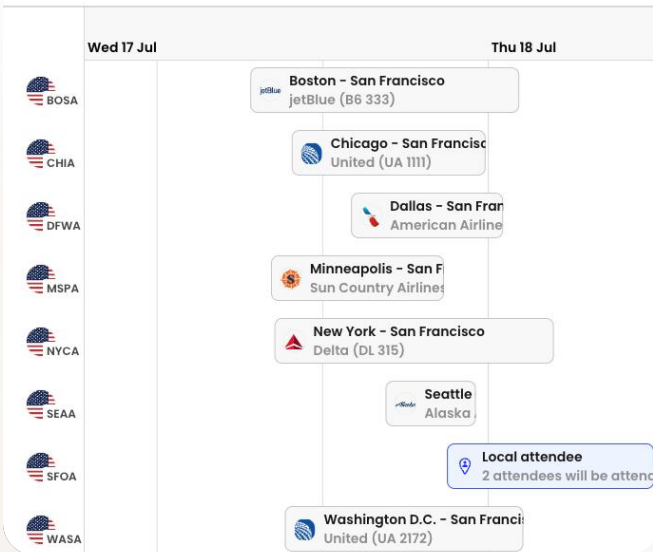 Wed 17 Jul
Thu 18 Jul
BOSA
jetBlue
Boston - San Francisco
jetBlue (B6 333)
CHIA
Chicago - San Francisc
United (UA 1111)
DFWA
Dallas - San Fran
American Airline
MSPA
S
Minneapolis - San F
Sun Country Airlines
NYCA
New York - San Francisco
Delta (DL 315)
SEAA
Alaska
Seattle
Alaska
SFOA
Local attendee
2 attendees will be attend
WASA
Washington D.C. - San Franci
United (UA 2172)